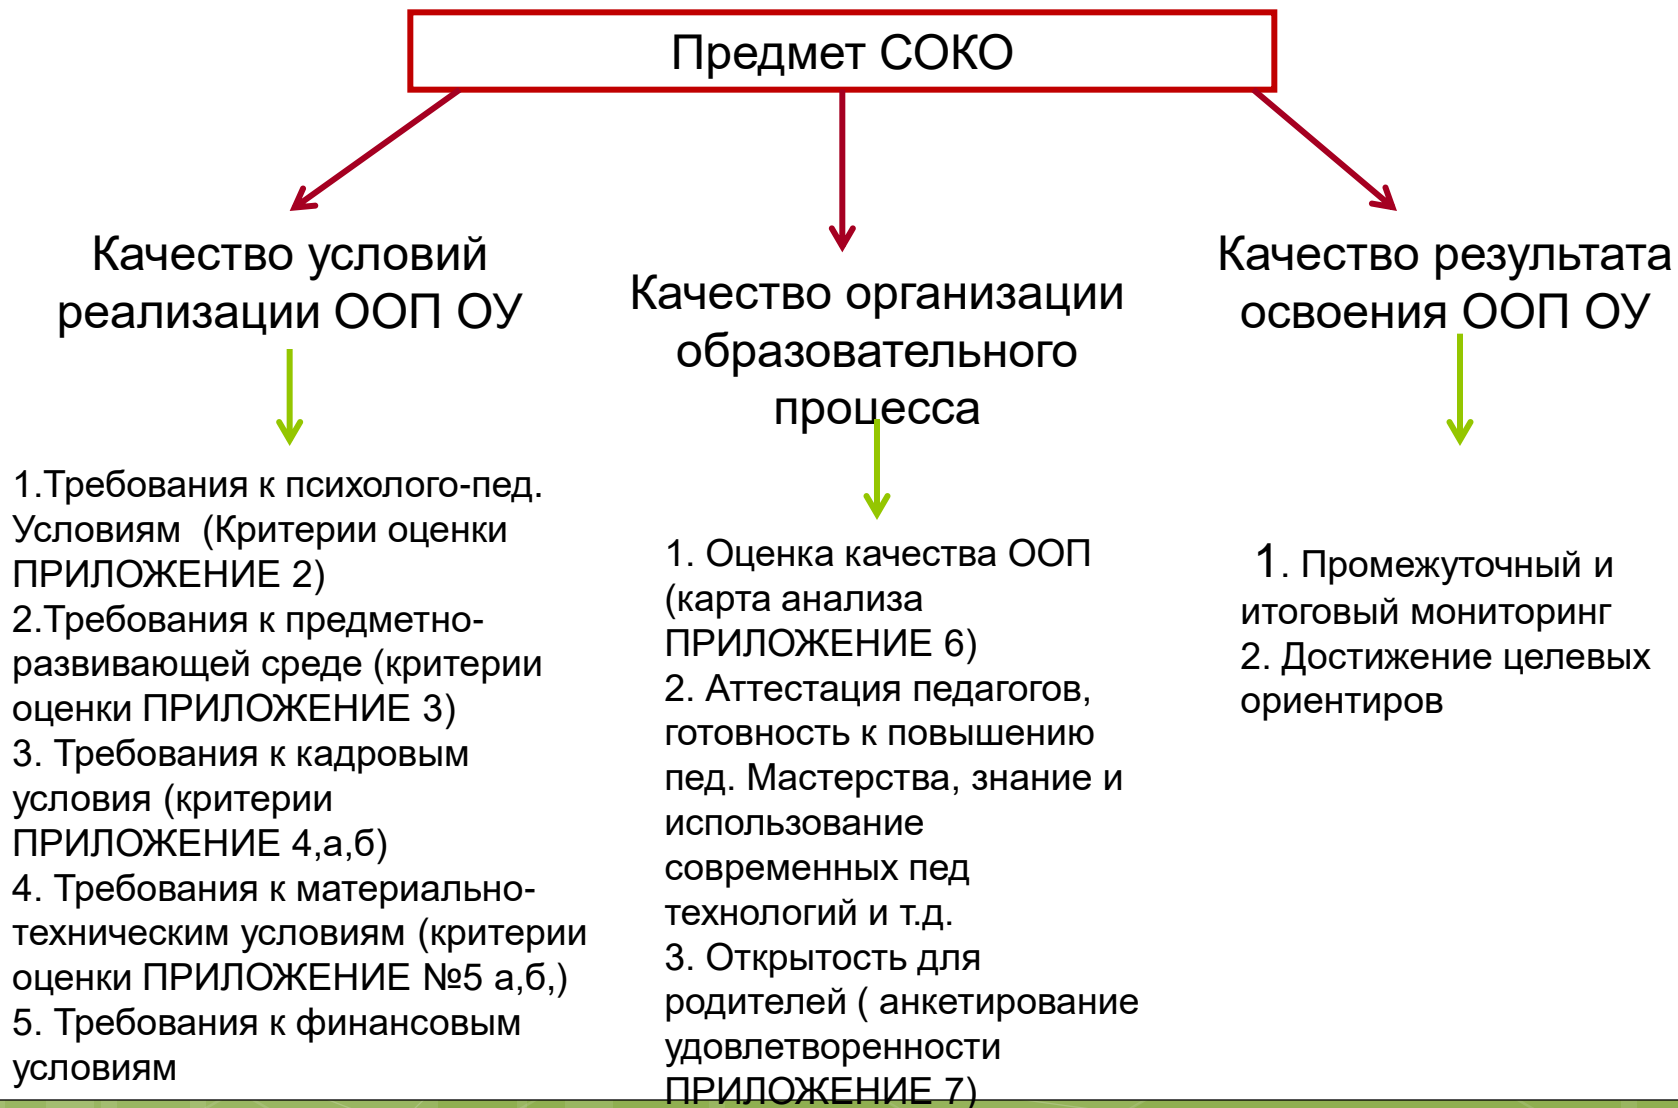 Предмет СОКО
Качество условий
реализации ООП ОУ
1.Требования к психолого-пед.
Условиям  (Критерии оценки
ПРИЛОЖЕНИЕ 2)
2.Требования к предметно-
развивающей среде (критерии
оценки ПРИЛОЖЕНИЕ 3)
3. Требования к кадровым
условия (критерии
ПРИЛОЖЕНИЕ 4,а,б)
4. Требования к материально-
техническим условиям (критерии
оценки ПРИЛОЖЕНИЕ №5 а,б,)
5. Требования к финансовым
условиям
Качество организации
образовательного
процесса
1. Оценка качества ООП
(карта анализа
ПРИЛОЖЕНИЕ 6)
2. Аттестация педагогов,
готовность к повышению
пед. Мастерства, знание и
использование
современных пед
технологий и т.д.
3. Открытость для
родителей ( анкетирование
удовлетворенности
ПРИЛОЖЕНИЕ 7)
Качество результата
освоения ООП ОУ
1. Промежуточный и
итоговый мониторинг
2. Достижение целевых
ориентиров